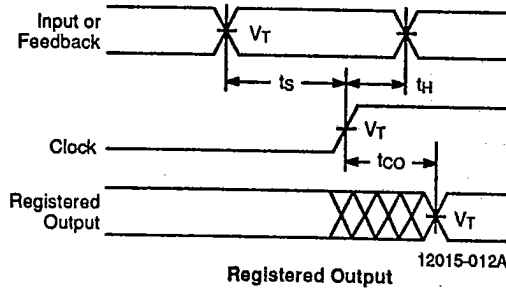 Input or
Feedback
VT
tS
tH
Clock
VT
tCO
Registered
Output
VT
12015-012A
Registered Output